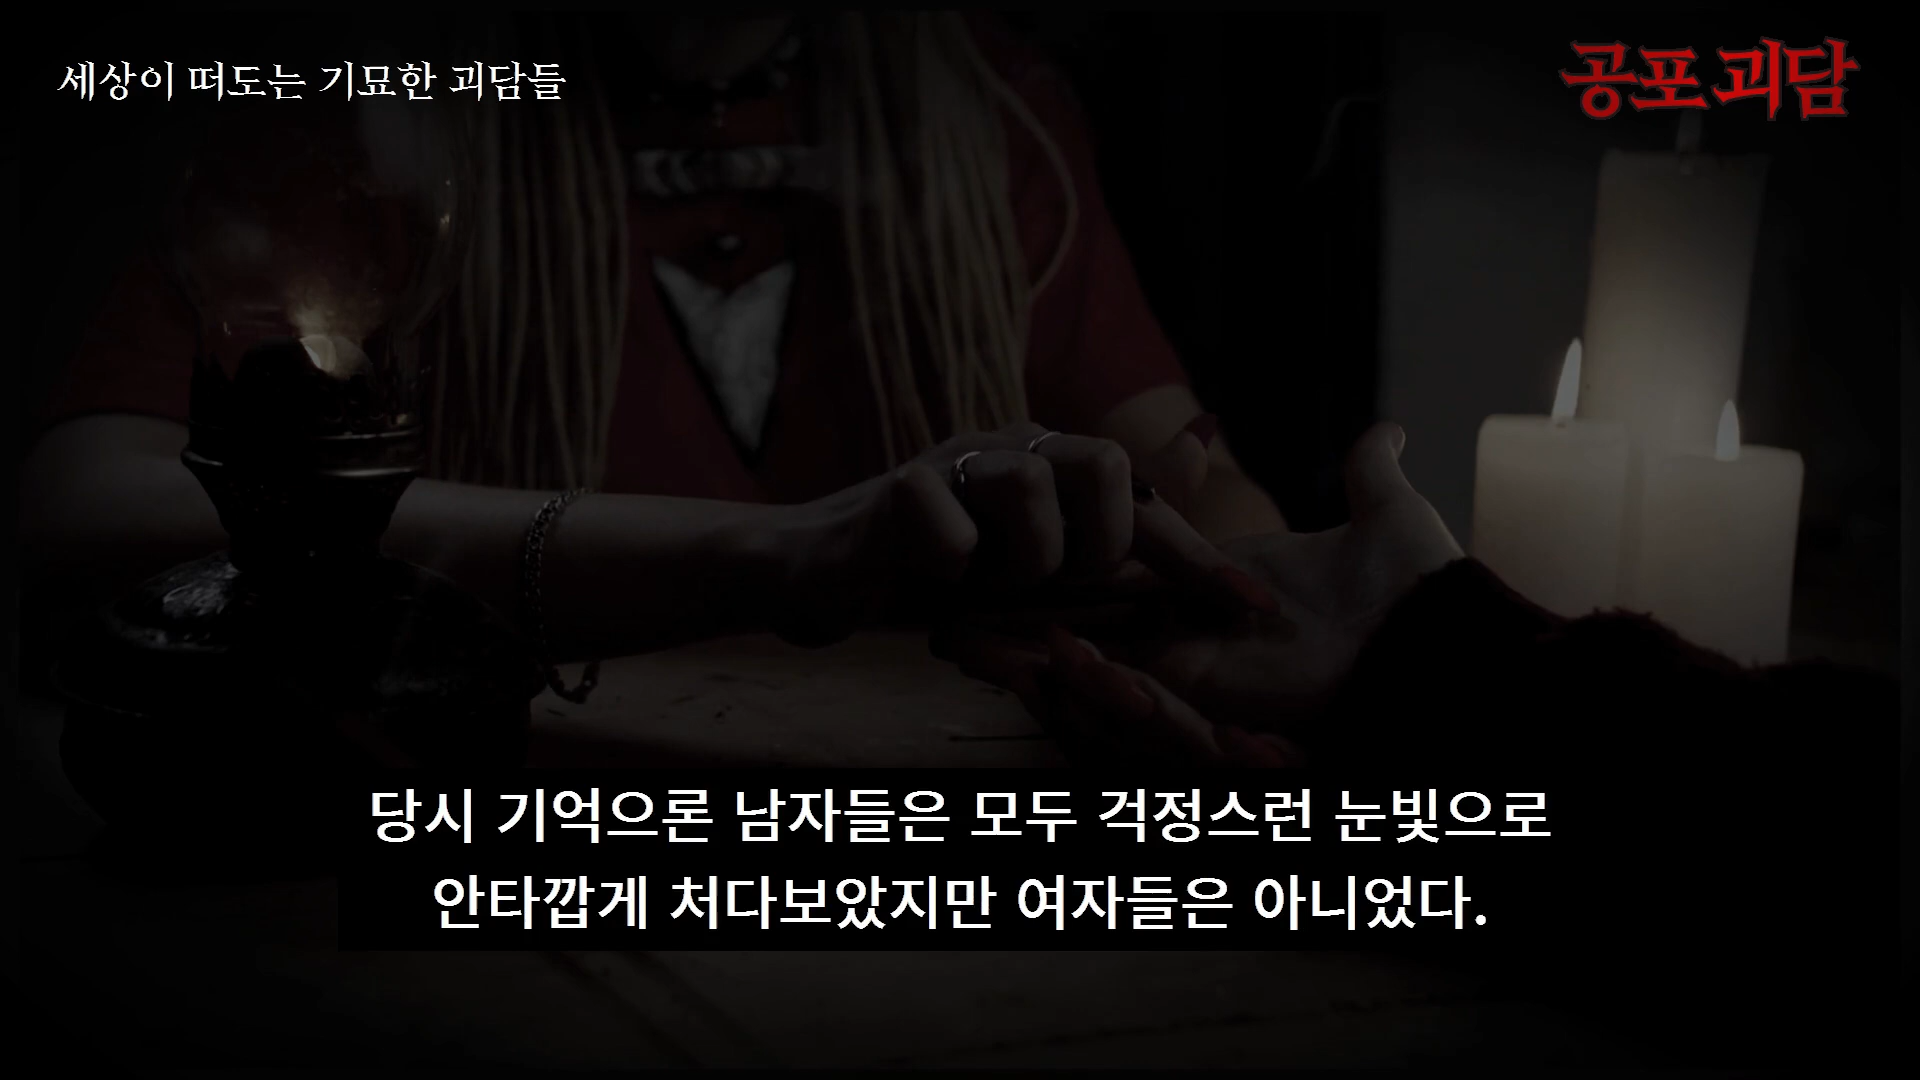 세상이 떠도는 기묘한 괴담들
공포 괴담
당시 기억으론 남자들은 모두 걱정스런 눈빛으로
안타깝게 처다보았지만 여자들은 아니었다.